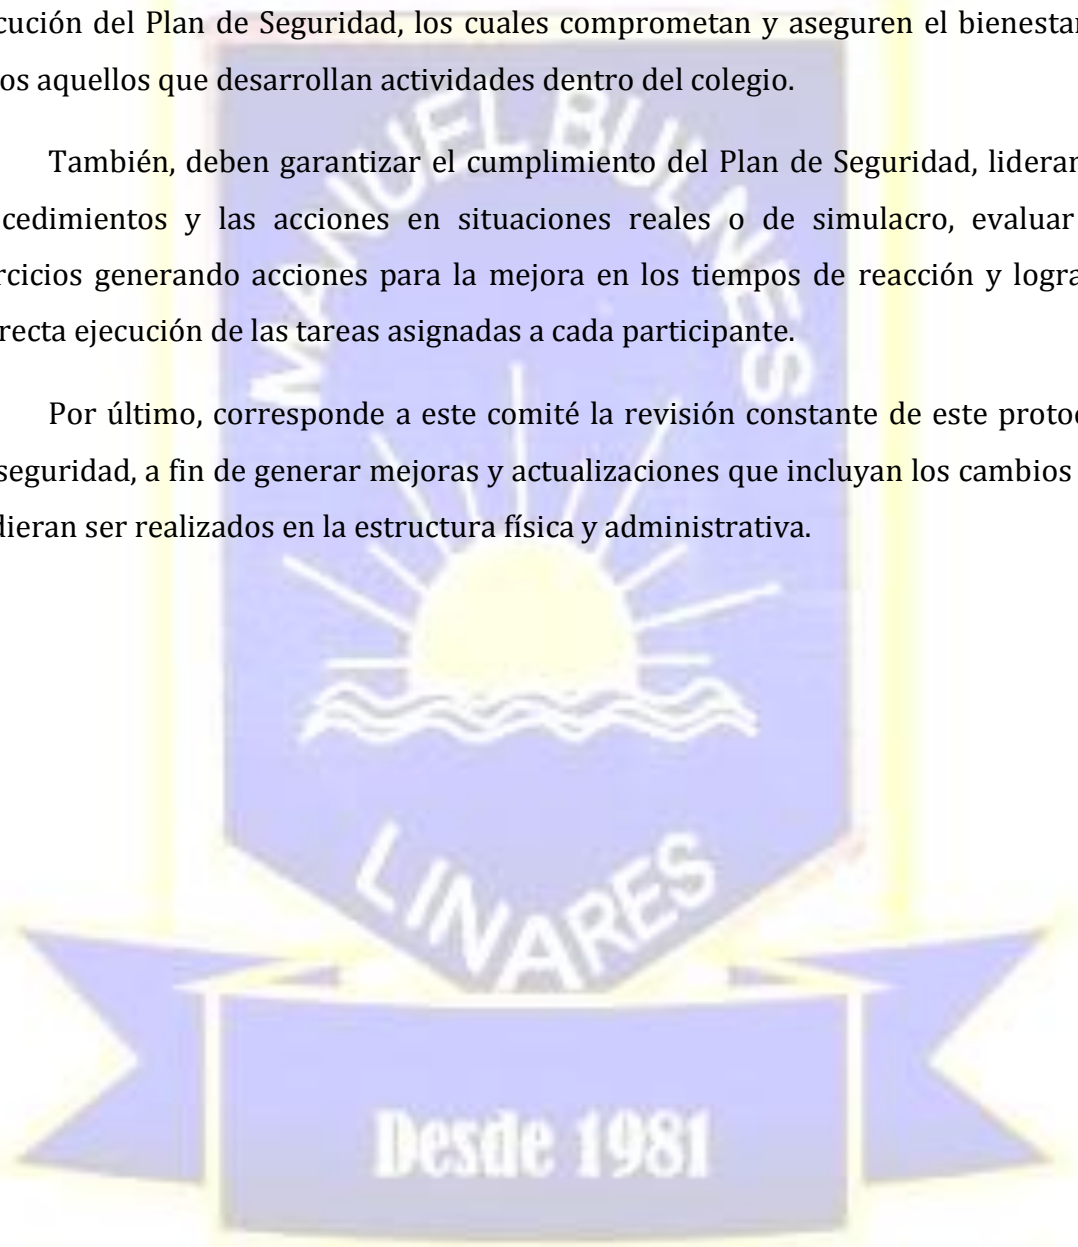 cución del Plan de Seguridad, los cuales comprometan y aseguren el bienestar
os aquellos que desarrollan actividades dentro del colegio.
También, deben garantizar el cumplimiento del Plan de Seguridad, liderar
cedimientos y las acciones en situaciones reales o de simulacro, evaluar
rcicios generando acciones para la mejora en los tiempos de reacción y logra
recta ejecución de las tareas asignadas a cada participante.
Por último, corresponde a este comité la revisión constante de este protoc
seguridad, a fin de generar mejoras y actualizaciones que incluyan los cambios
dieran ser realizados en la estructura física y administrativa.
MANUEL BULNES
LINARES
Desde 1981